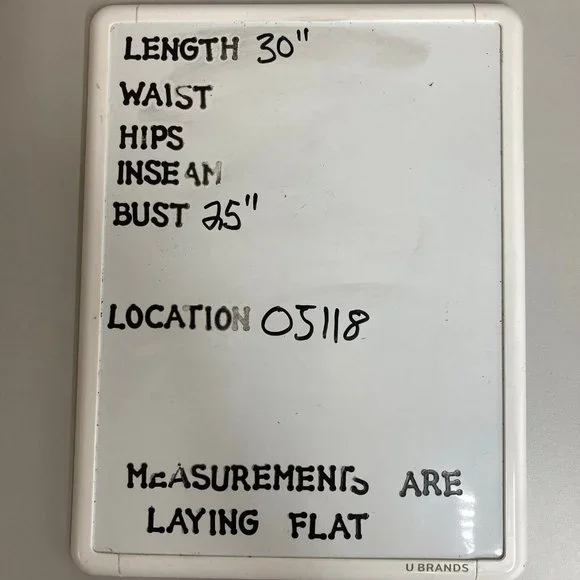 LENGTH 30"
WAIST
HIPS
INSEAM
BUST 25"
LOCATION 05118
MEASUREMENTS ARE
LAYING FLAT
U BRANDS